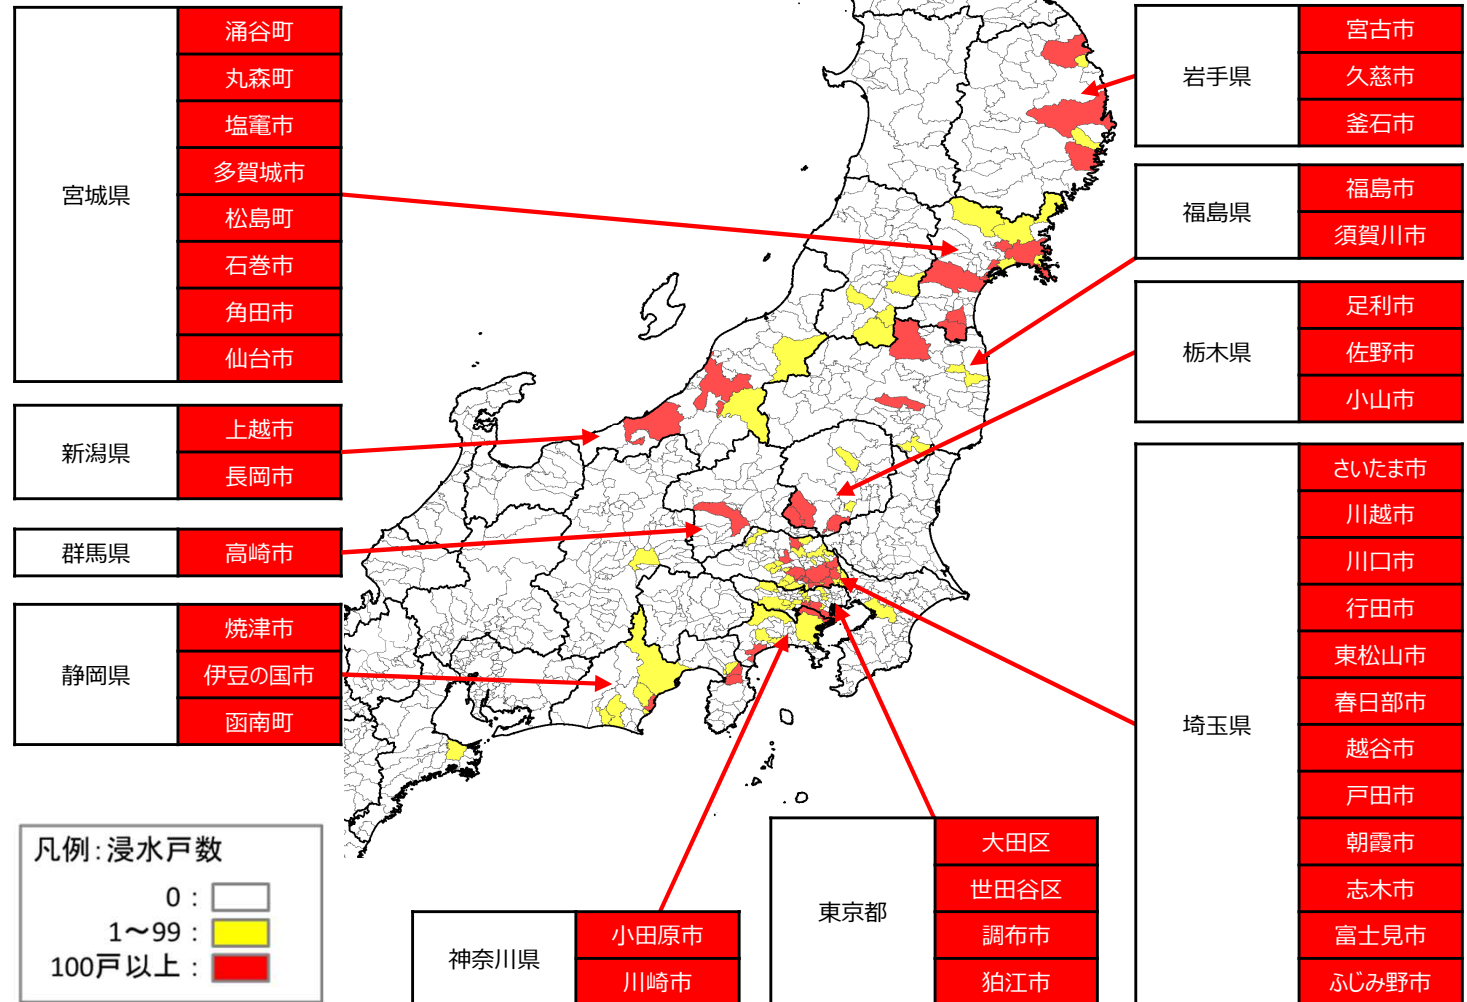 宮城県
涌谷町
丸森町
塩竃市
多賀城市
松島町
石巻市
角田市
仙台市
新潟県
上越市
長岡市
群馬県
高崎市
静岡県
焼津市
伊豆の国市
函南町
凡例:浸水戸数
0:
1~99:
100戸以上:
神奈川県
小田原市
川崎市
東京都
大田区
世田谷区
調布市
狛江市
岩手県
宮古市
久慈市
釜石市
福島県
福島市
須賀川市
栃木県
足利市
佐野市
小山市
埼玉県
さいたま市
川越市
川口市
行田市
東松山市
春日部市
越谷市
戸田市
朝霞市
志木市
富士見市
ふじみ野市